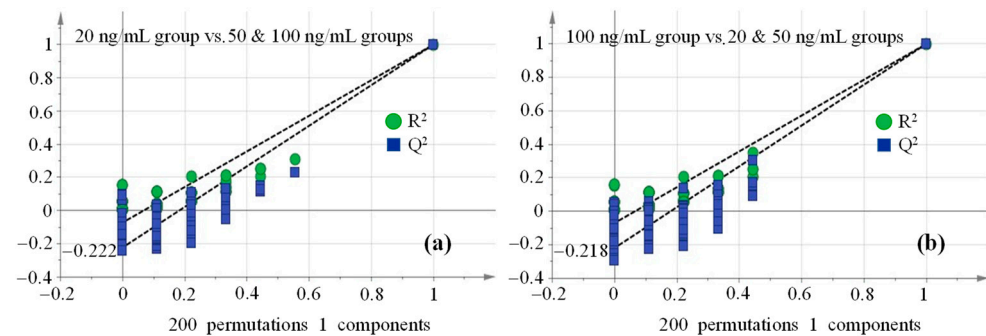 20 ng/mL group vs.50 & 100 ng/mL groups
1
0.8
0.6
0.4
0.2
0
−0.2
−0.4
R²
Q²
−0.222
(a)
−0.2 0 0.2 0.4 0.6 0.8 1
200 permutations 1 components
100 ng/mL group vs.20 & 50 ng/mL groups
1
0.8
0.6
0.4
0.2
0
−0.2
−0.4
R²
Q²
−0.218
(b)
−0.2 0 0.2 0.4 0.6 0.8 1
200 permutations 1 components